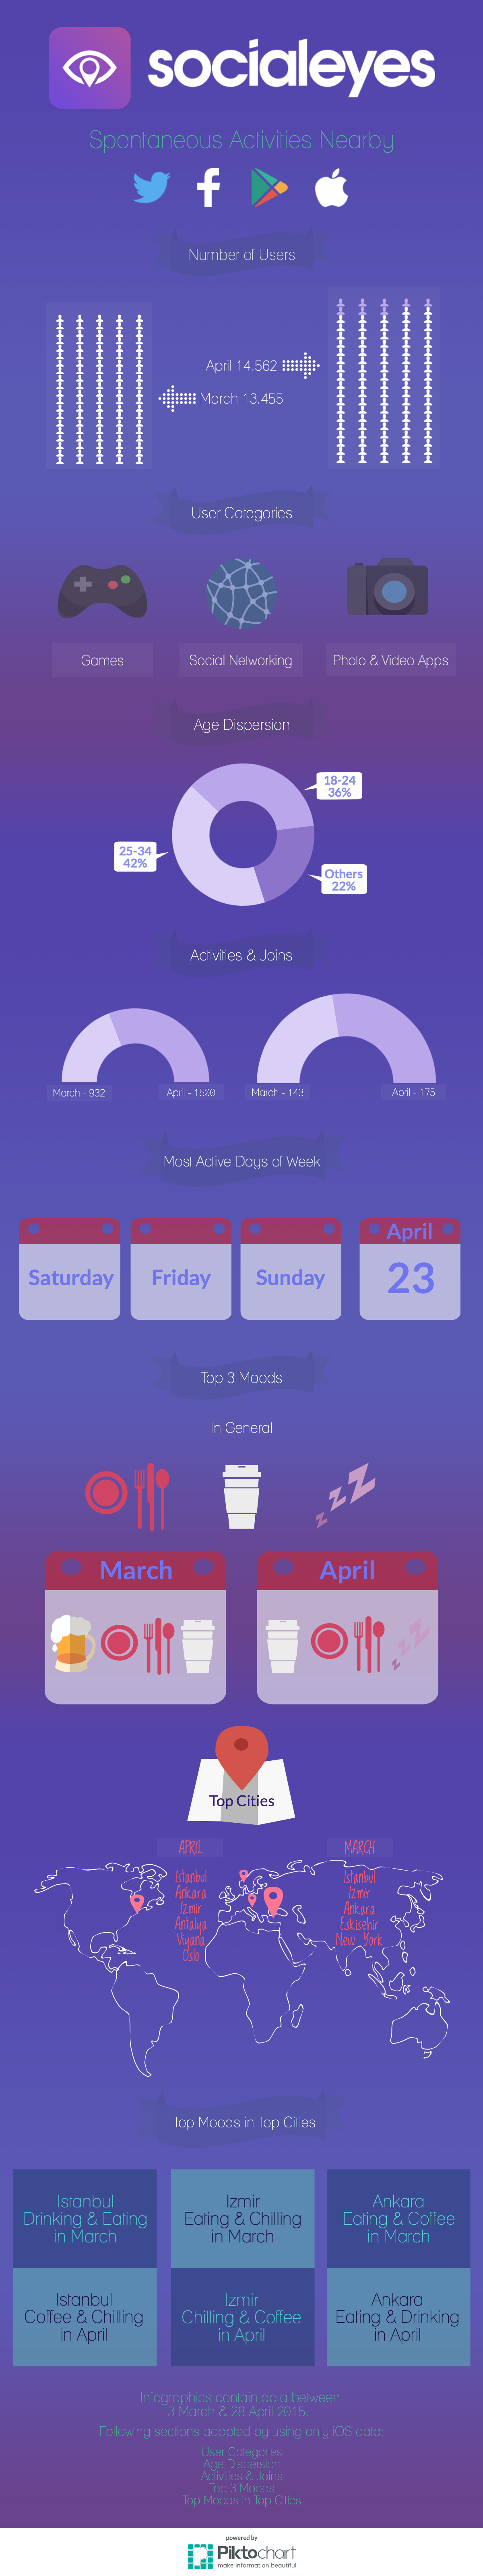 socialeyes
Spontaneous Activities Nearby
Number of Users
April 14.562
March 13.455
User Categories
Games
Social Networking
Photo & Video Apps
Age Dispersion
18-24
36%
25-34
42%
Others
22%
Activities & Joins
March - 932
April - 1500
March - 143
April - 175
Most Active Days of Week
Saturday
Friday
Sunday
April
23
Top 3 Moods
In General
March
April
Top Cities
APRIL
Istanbul
Ankara
Izmir
Antalya
Viyana
Oslo
MARCH
Istanbul
Izmir
Ankara
Eskisehir
New York
Top Moods in Top Cities
Istanbul
Drinking & Eating
in March
Izmir
Eating & Chilling
in March
Ankara
Eating & Coffee
in March
Istanbul
Coffee & Chilling
in April
Izmir
Chilling & Coffee
in April
Ankara
Eating & Drinking
in April
Infographics contain data between
3 March & 28 April 2015.
Following sections adapted by using only iOS data:
User Categories
Age Dispersion
Activities & Joins
Top 3 Moods
Top Moods in Top Cities
powered by
Piktochart
make information beautiful